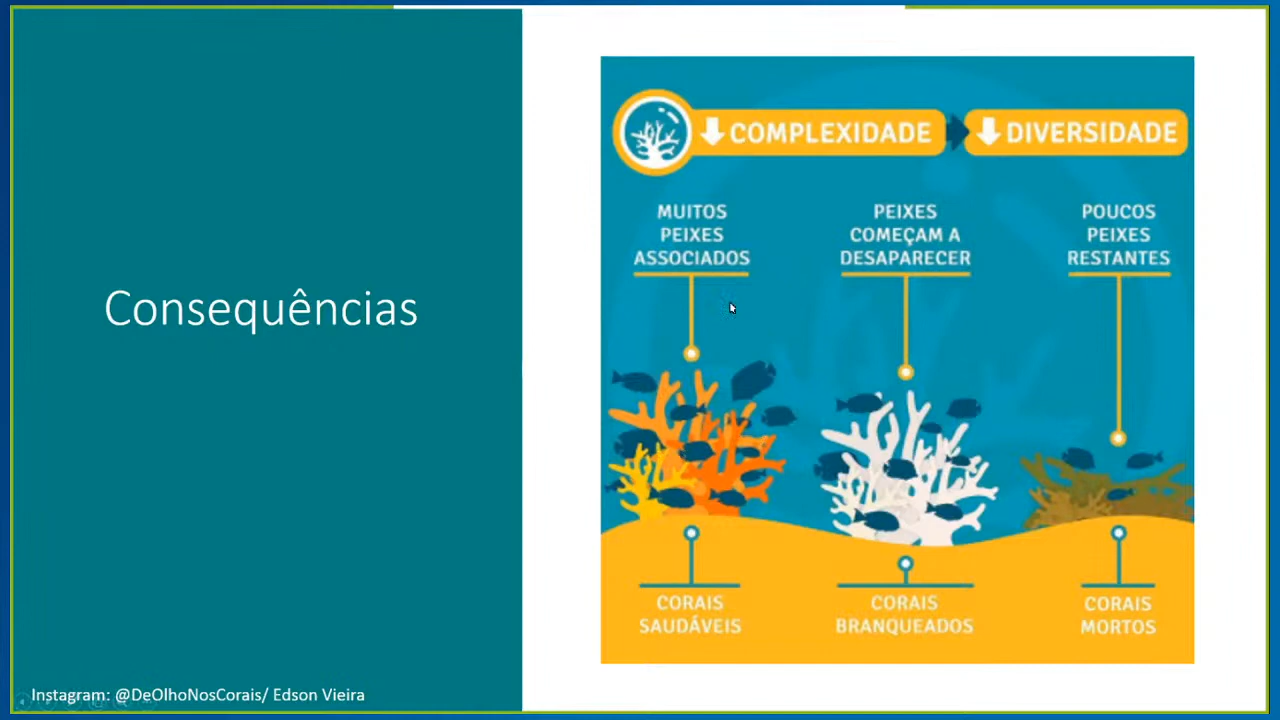 Consequências
COMPLEXIDADE
DIVERSIDADE
MUITOS
PEIXES
ASSOCIADOS
PEIXES
COMEÇAM A
DESAPARECER
POUCOS
PEIXES
RESTANTES
CORAIS
SAUDÁVEIS
CORAIS
BRANQUEADOS
CORAIS
MORTOS
Instagram: @DeOlhoNosCorais/ Edson Vieira